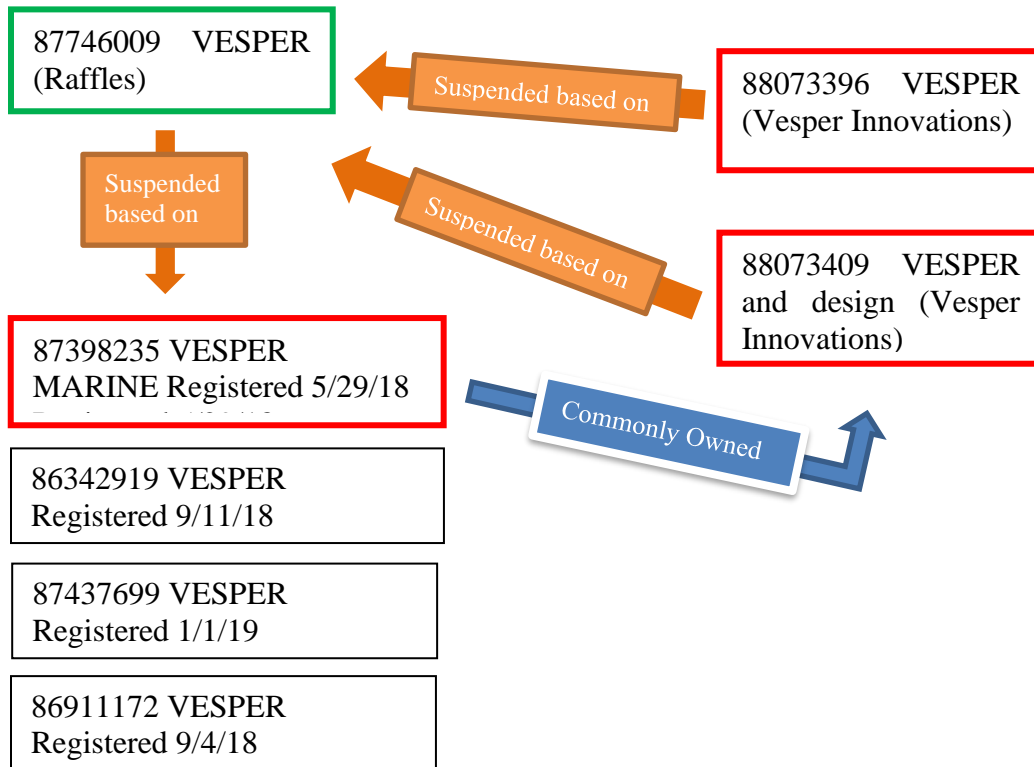 87746009 VESPER
(Raffles)
Suspended based on
88073396 VESPER
(Vesper Innovations)
Suspended
based on
Suspended based on
88073409 VESPER
and design (Vesper
Innovations)
87398235 VESPER
MARINE Registered 5/29/18
Commonly Owned
86342919 VESPER
Registered 9/11/18
87437699 VESPER
Registered 1/1/19
86911172 VESPER
Registered 9/4/18